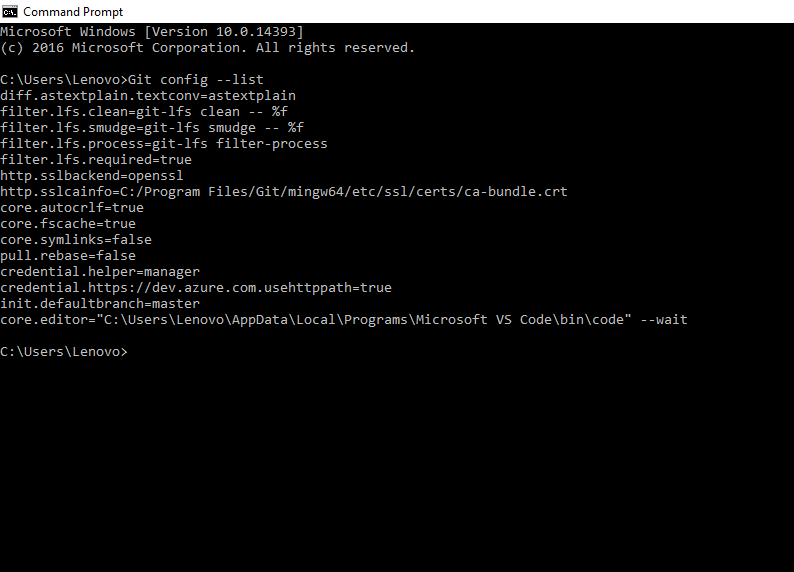 Command Prompt
Microsoft Windows [Version 10.0.14393]
(c) 2016 Microsoft Corporation. All rights reserved.
C:\Users\Lenovo>Git config --list
diff.astextplain.textconv=astextplain
filter.lfs.clean=git-lfs clean -- %f
filter.lfs.smudge=git-lfs smudge -- %f
filter.lfs.process=git-lfs filter-process
filter.lfs.required=true
http.sslbackend=openssl
http.sslcainfo=C:/Program Files/Git/mingw64/etc/ssl/certs/ca-bundle.crt
core.autocrlf=true
core.fscache=true
core.symlinks=false
pull.rebase=false
credential.helper=manager
credential.https://dev.azure.com.usehttppath=true
init.defaultbranch=master
core.editor="C:\Users\Lenovo\AppData\Local\Programs\Microsoft VS Code\bin\code" --wait
C:\Users\Lenovo>